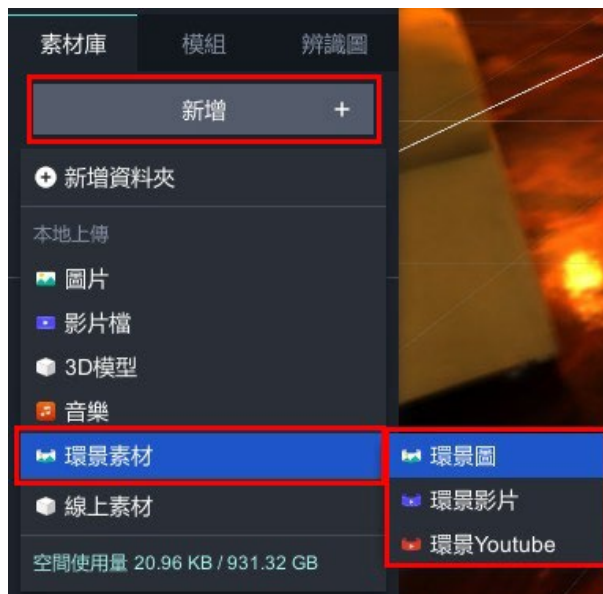 素材庫 模組 辨識圖
新增 +
新增資料夾
本地上傳
圖片
影片檔
3D模型
音樂
環景素材
環景圖
線上素材
環景影片
環景Youtube
空間使用量 20.96 KB / 931.32 GB